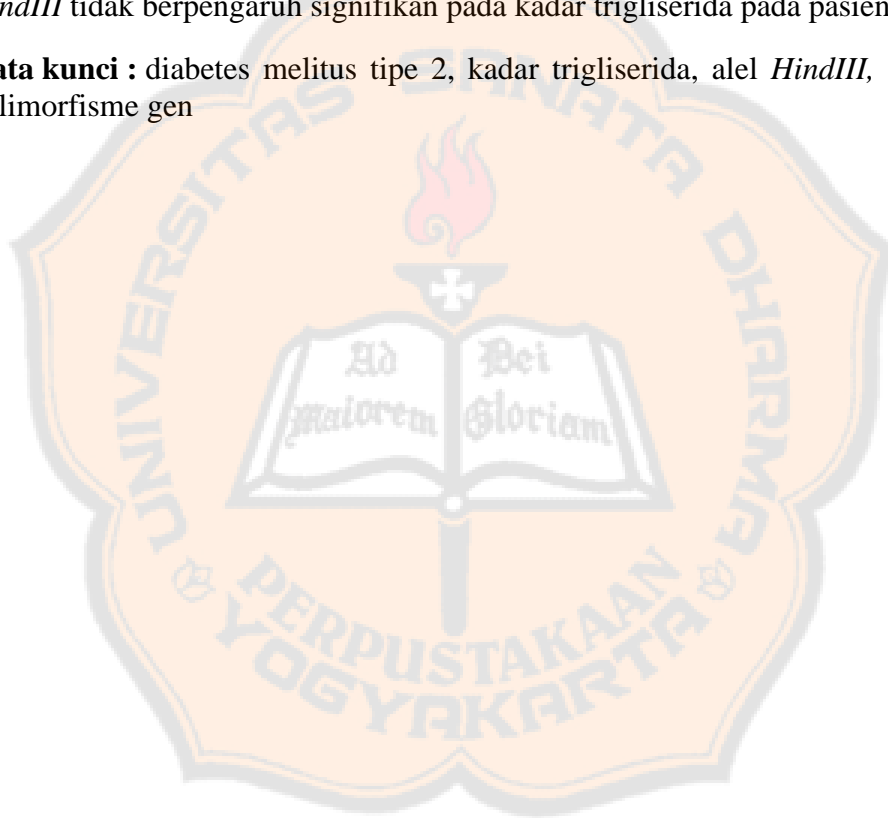 ndIII tidak berpengaruh signifikan pada kadar trigliserida pada pasien
ata kunci : diabetes melitus tipe 2, kadar trigliserida, alel HindIII,
limorfisme gen
UNIVERSITAS SANATA DHARMA
Ad Dei
Maiorem Gloriam
PERPUSTAKAAN
YOGYAKARTA